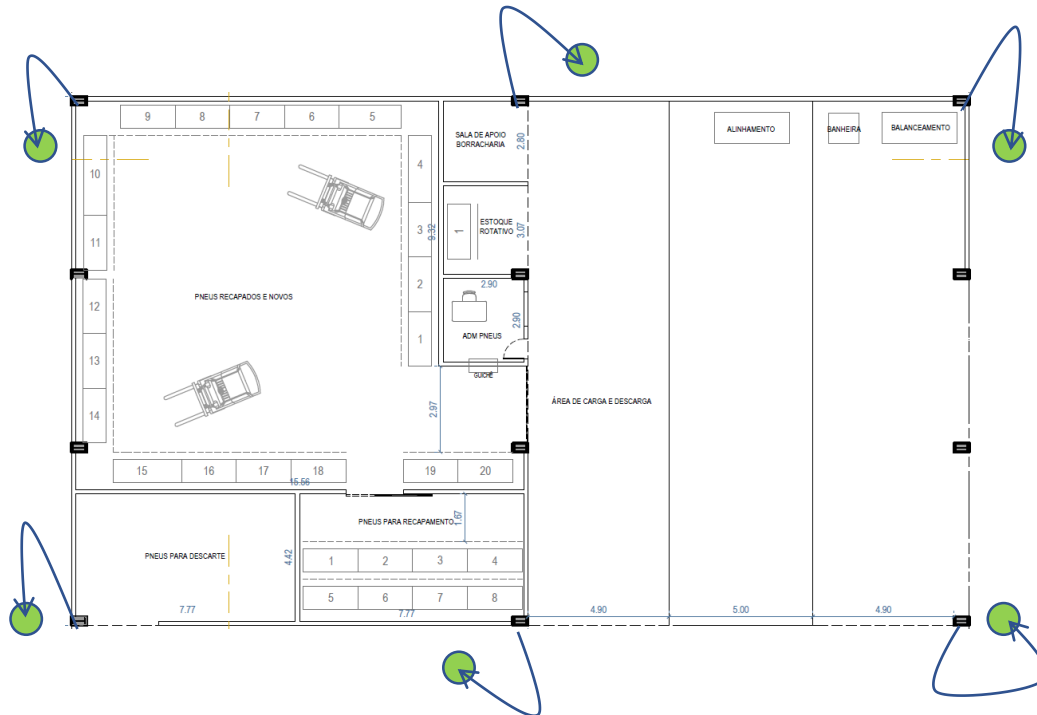 9 8 7 6 5
SALA DE APOIO
BORRACHARIA
2.80
ALINHAMENTO
BANHEIRA
BALANCEAMENTO
10
4
11
3
9.32
1
ESTOQUE
ROTATIVO
3.07
2
2.90
PNEUS RECAPADOS E NOVOS
12
1
ADM PNEUS
2.90
13
GUICHÊ
14
2.97
ÁREA DE CARGA E DESCARGA
15 16 17 18 19 20
15.56
PNEUS PARA RECAPAMENTO
1.67
PNEUS PARA DESCARTE
4.42
1 2 3 4
5 6 7 8
7.77
7.77
4.90
5.00
4.90